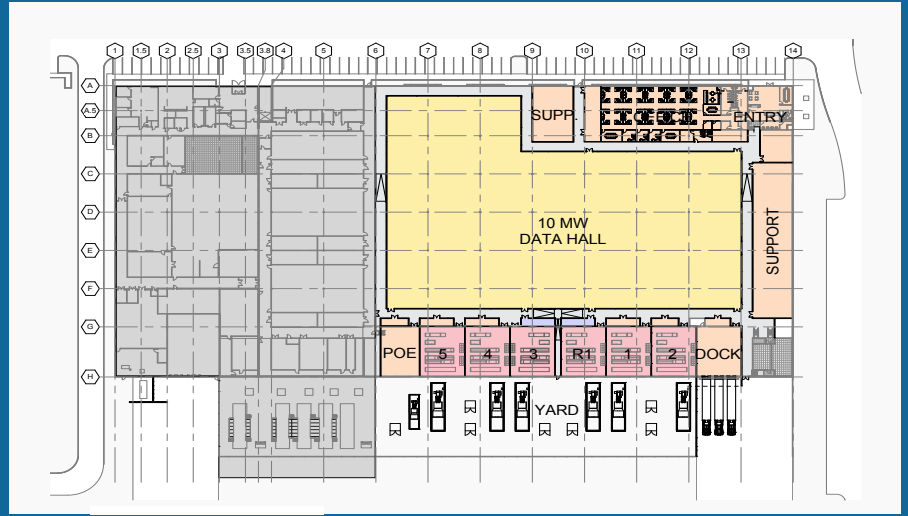 1 1.5 2 2.5 3 3.5 3.8 4 5 6 7 8 9 10 11 12 13 14
A
A.5
SUPP. ENTRY
B
C
D
10 MW
DATA HALL
SUPPORT
E
F
G
POE 5 4 3 R1 1 2 DOCK
H
YARD